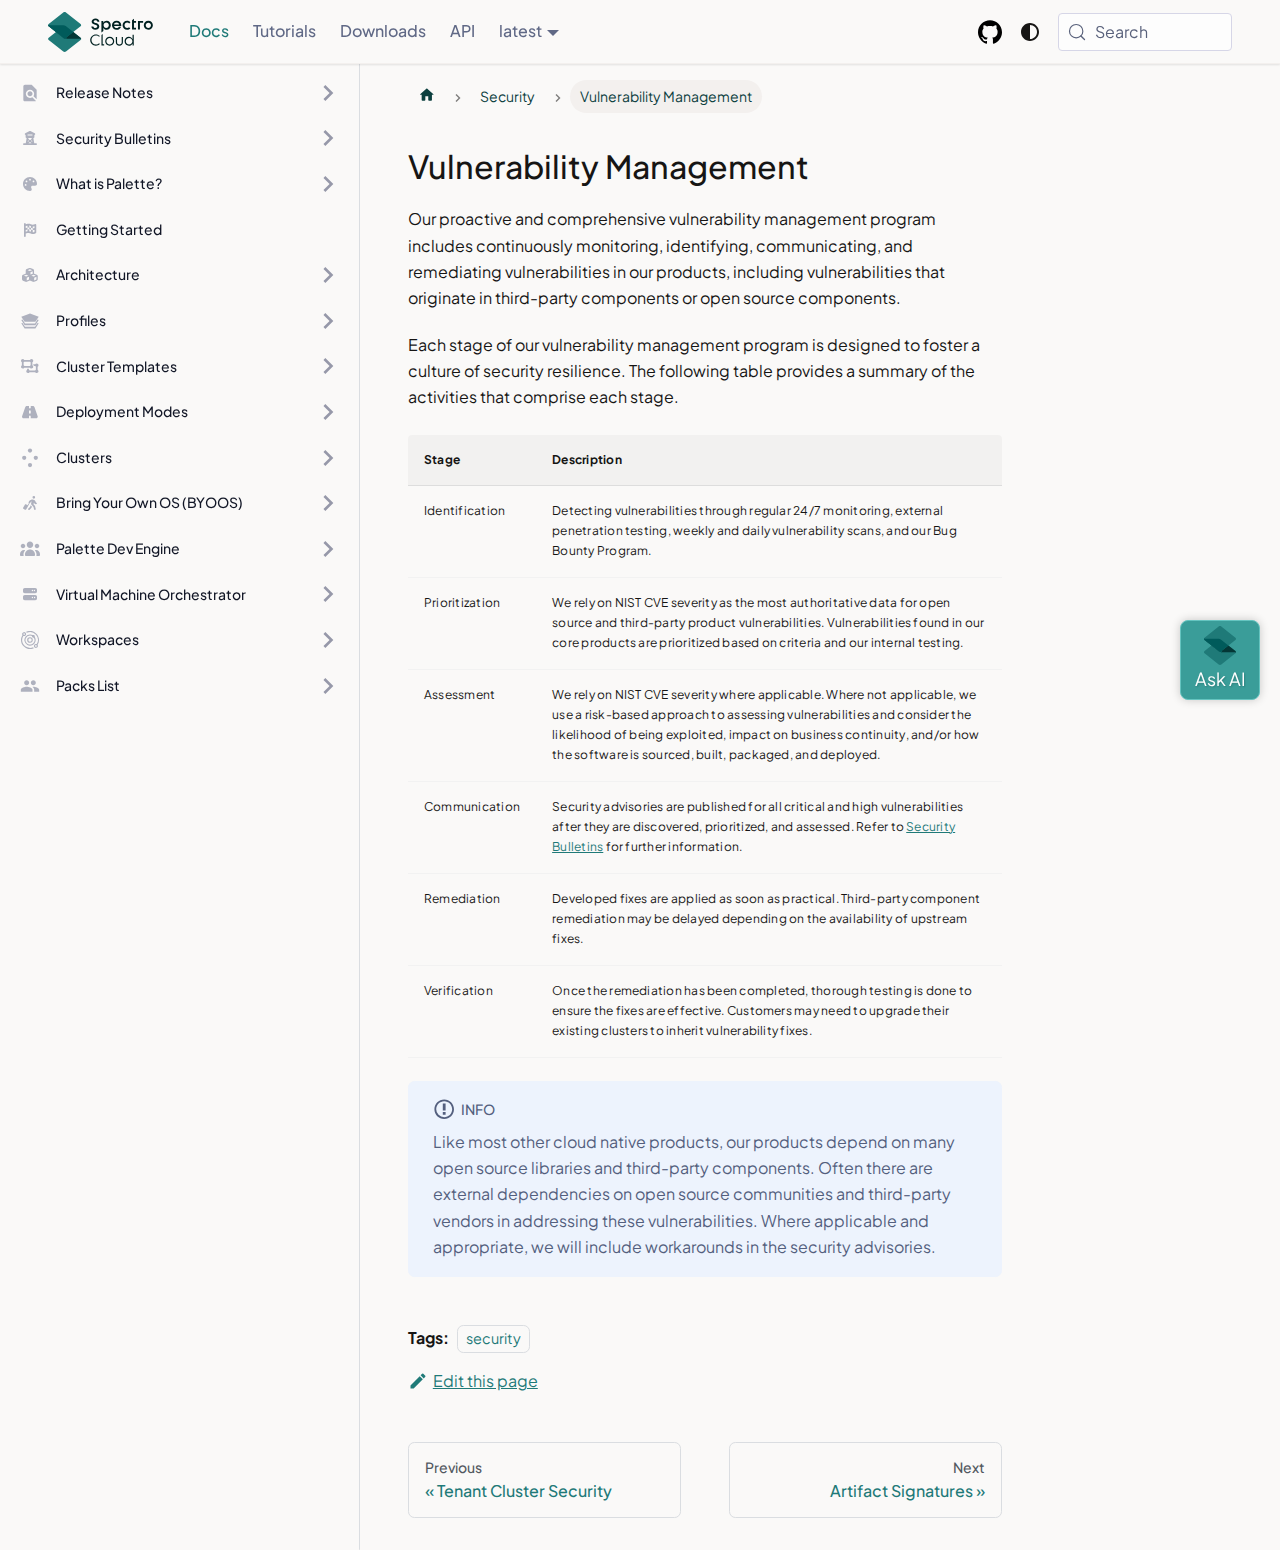 Spectro
Cloud
Docs
Tutorials
Downloads
API
latest
Search
Release Notes
Security Bulletins
What is Palette?
Getting Started
Architecture
Profiles
Cluster Templates
Deployment Modes
Clusters
Bring Your Own OS (BYOOS)
Palette Dev Engine
Virtual Machine Orchestrator
Workspaces
Packs List
Security
Vulnerability Management
Vulnerability Management
Our proactive and comprehensive vulnerability management program
includes continuously monitoring, identifying, communicating, and
remediating vulnerabilities in our products, including vulnerabilities that
originate in third-party components or open source components.
Each stage of our vulnerability management program is designed to foster a
culture of security resilience. The following table provides a summary of the
activities that comprise each stage.
Stage
Description
Identification
Detecting vulnerabilities through regular 24/7 monitoring, external
penetration testing, weekly and daily vulnerability scans, and our Bug
Bounty Program.
Prioritization
We rely on NIST CVE severity as the most authoritative data for open
source and third-party product vulnerabilities. Vulnerabilities found in our
core products are prioritized based on criteria and our internal testing.
Assessment
We rely on NIST CVE severity where applicable. Where not applicable, we
use a risk-based approach to assessing vulnerabilities and consider the
likelihood of being exploited, impact on business continuity, and/or how
the software is sourced, built, packaged, and deployed.
Communication
Security advisories are published for all critical and high vulnerabilities
after they are discovered, prioritized, and assessed. Refer to Security
Bulletins for further information.
Remediation
Developed fixes are applied as soon as practical. Third-party component
remediation may be delayed depending on the availability of upstream
fixes.
Verification
Once the remediation has been completed, thorough testing is done to
ensure the fixes are effective. Customers may need to upgrade their
existing clusters to inherit vulnerability fixes.
INFO
Like most other cloud native products, our products depend on many
open source libraries and third-party components. Often there are
external dependencies on open source communities and third-party
vendors in addressing these vulnerabilities. Where applicable and
appropriate, we will include workarounds in the security advisories.
Tags:
security
Edit this page
Previous
« Tenant Cluster Security
Next
Artifact Signatures »
Ask AI